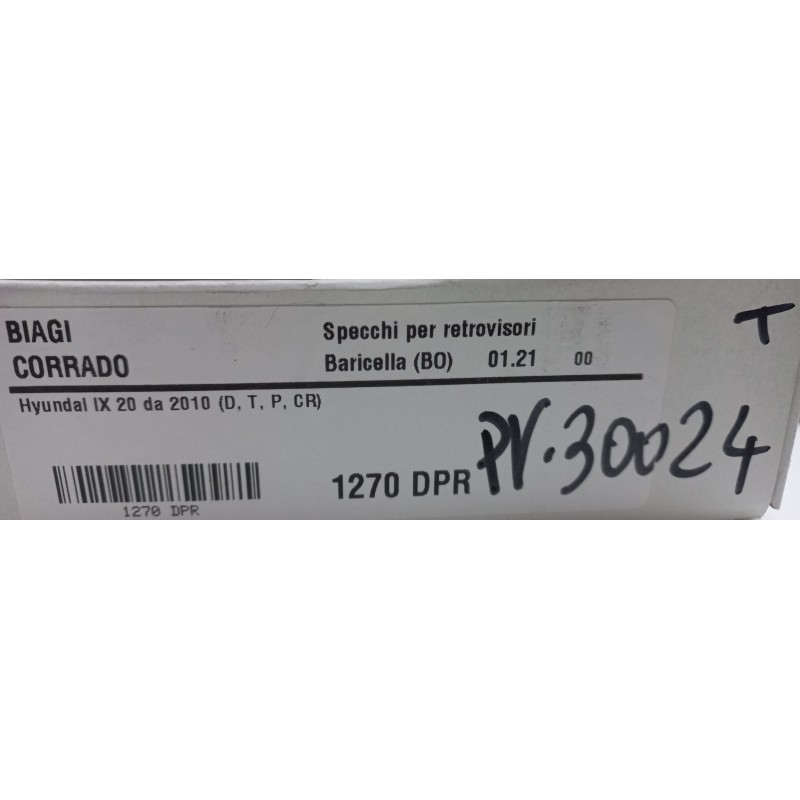 BIAGI Specchi per retrovisori T
CORRADO Baricella (BO) 01.21 00
Hyundai IX 20 da 2010 (D, T, P, CR)
1270 DPR PV.30024
1270 DPR